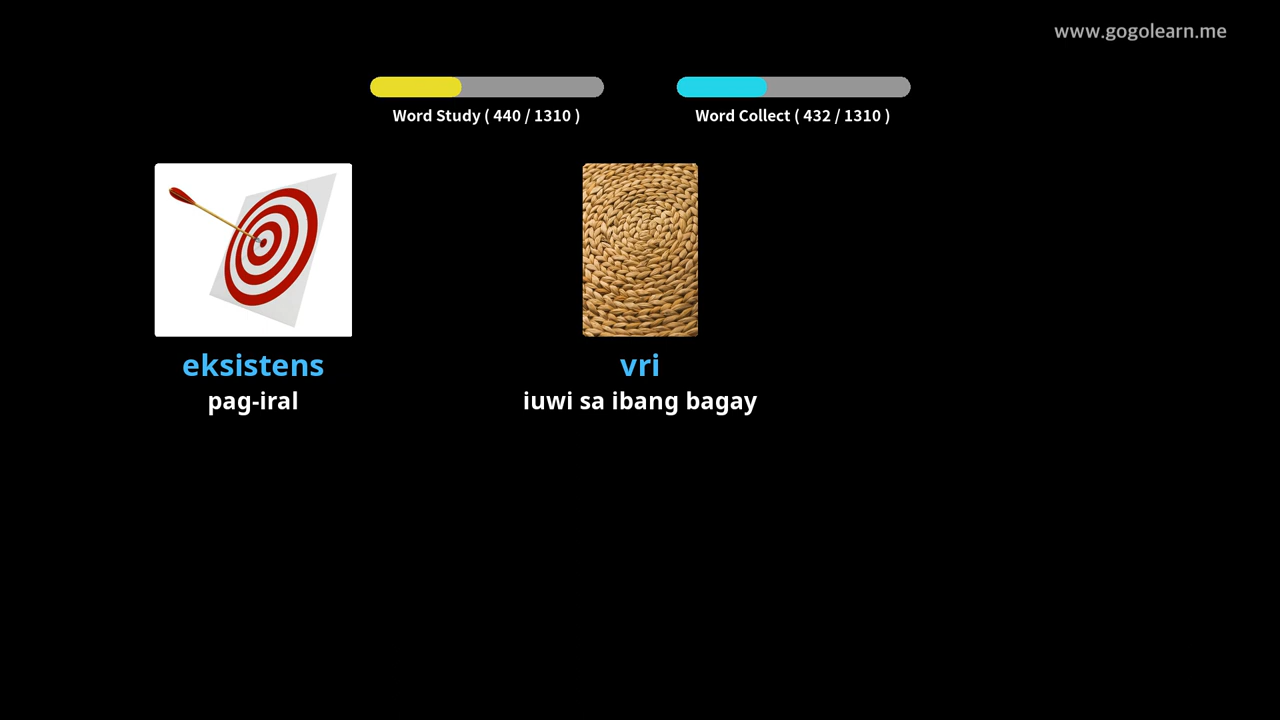 www.gogolearn.me
Word Study ( 440 / 1310 )
Word Collect ( 432 / 1310 )
eksistens
pag-iral
vri
iuwi sa ibang bagay